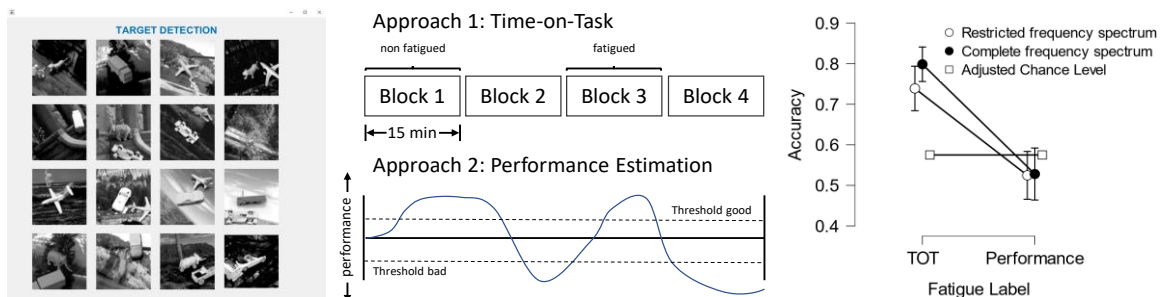 TARGET DETECTION
Approach 1: Time-on-Task
non fatigued
fatigued
Block 1
Block 2
Block 3
Block 4
15 min
Approach 2: Performance Estimation
performance
Threshold good
Threshold bad
0.9
0.8
0.7
0.6
0.5
0.4
Accuracy
Restricted frequency spectrum
Complete frequency spectrum
Adjusted Chance Level
TOT
Performance
Fatigue Label